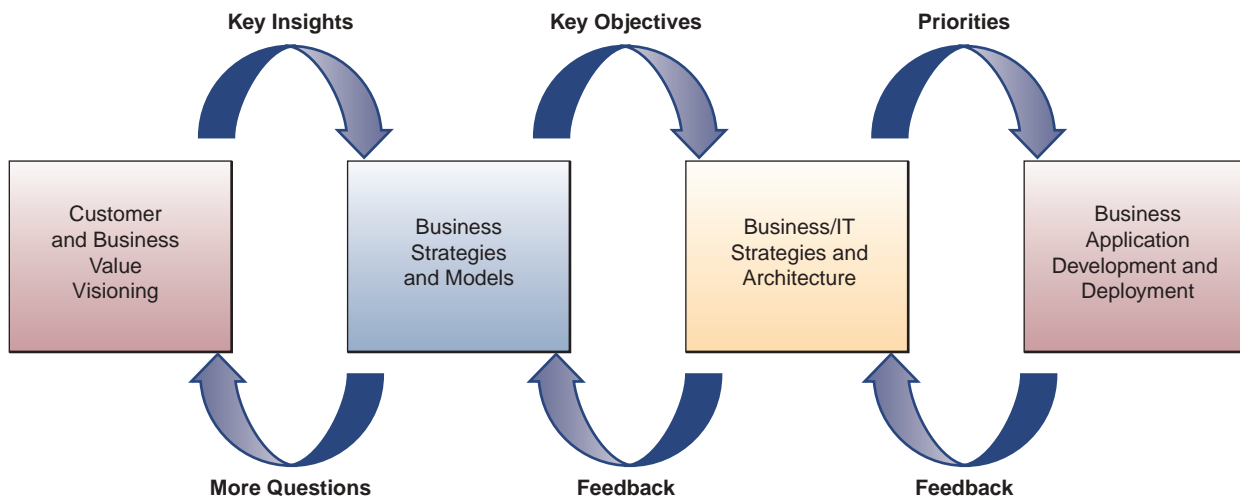 Key Insights
Key Objectives
Priorities
Customer
and Business
Value
Visioning
Business
Strategies
and Models
Business/IT
Strategies and
Architecture
Business
Application
Development and
Deployment
More Questions
Feedback
Feedback